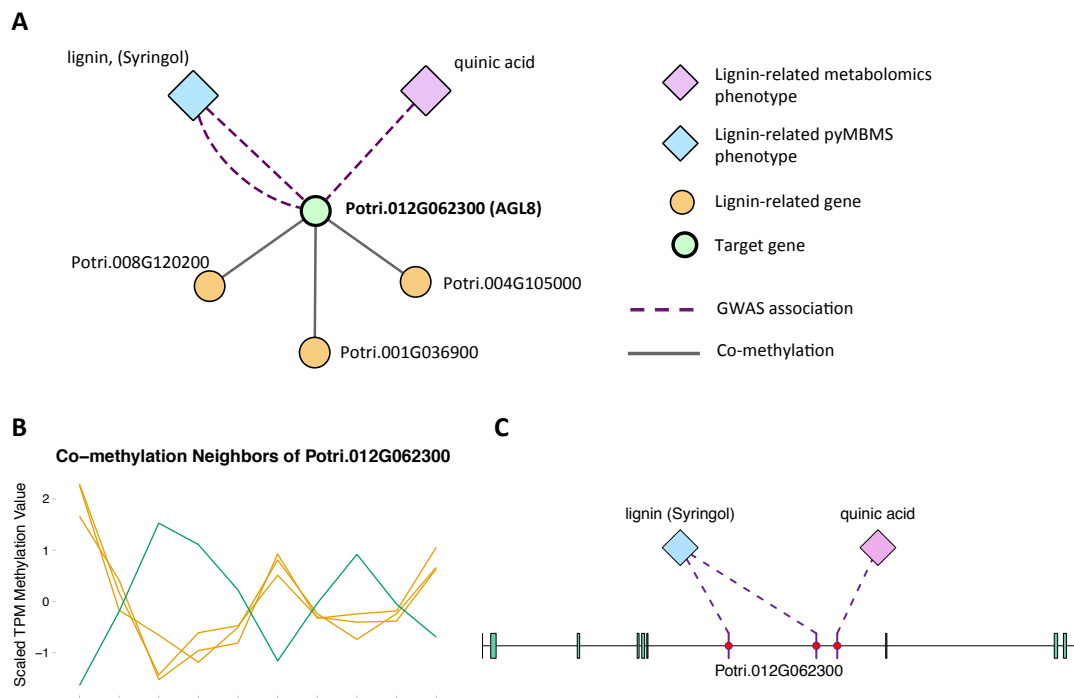 A
lignin, (Syringol)
quinic acid
Potri.012G062300 (AGL8)
Potri.008G120200
Potri.004G105000
Potri.001G036900
Lignin-related metabolomics
phenotype
Lignin-related pyMBMS
phenotype
Lignin-related gene
Target gene
GWAS association
Co-methylation
B
Co−methylation Neighbors of Potri.012G062300
Scaled TPM Methylation Value
2
1
0
−1
C
lignin (Syringol)
quinic acid
Potri.012G062300